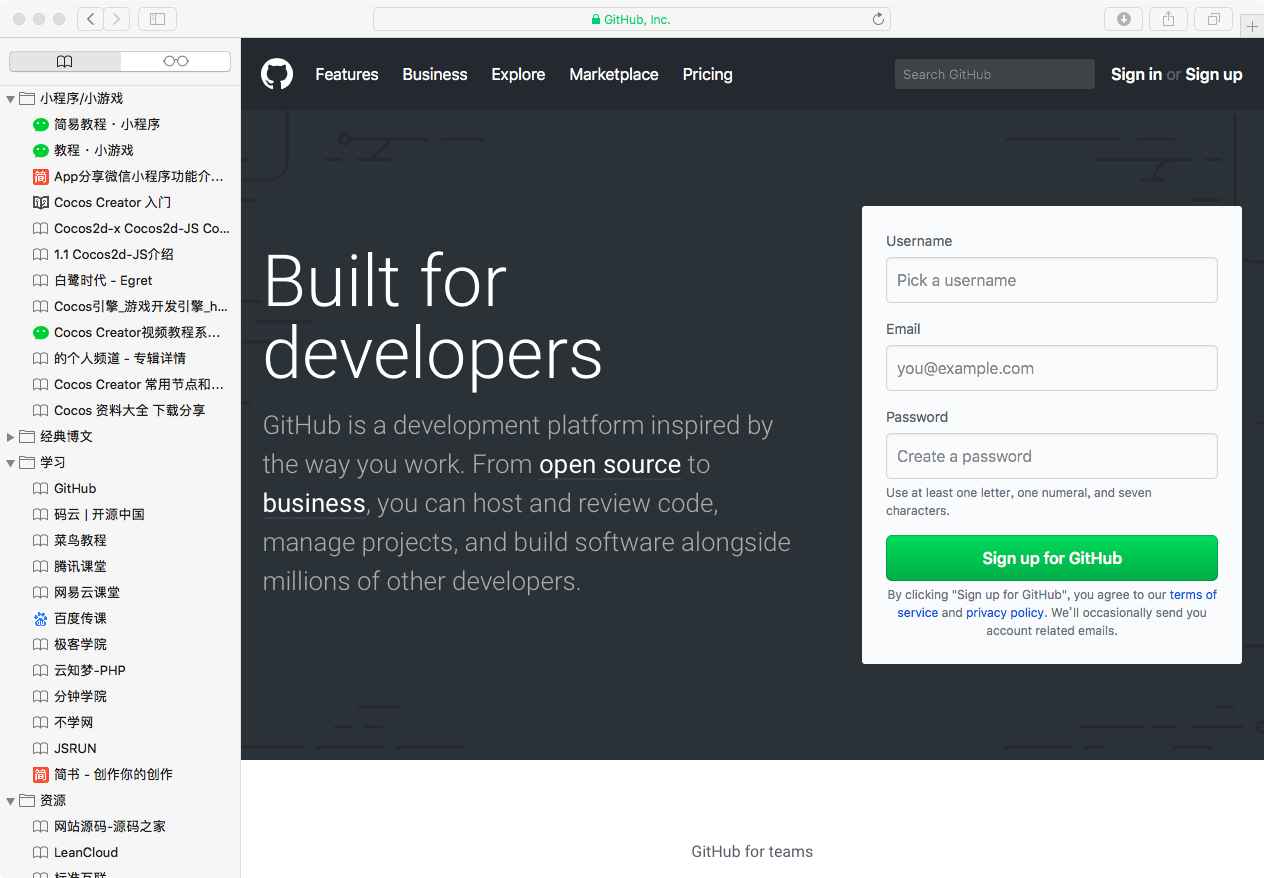 GitHub, Inc.
小程序/小游戏
简易教程 · 小程序
教程 · 小游戏
简 App分享微信小程序功能介...
Cocos Creator 入门
Cocos2d-x Cocos2d-JS Co...
1.1 Cocos2d-JS介绍
白鹭时代 - Egret
Cocos引擎_游戏开发引擎_h...
Cocos Creator视频教程系...
的个人频道 - 专辑详情
Cocos Creator 常用节点和...
Cocos 资料大全 下载分享
经典博文
学习
GitHub
码云 | 开源中国
菜鸟教程
腾讯课堂
网易云课堂
百度传课
极客学院
云知梦-PHP
分钟学院
不学网
JSRUN
简 简书 - 创作你的创作
资源
网站源码-源码之家
LeanCloud
标准互联
Features Business Explore Marketplace Pricing Search GitHub Sign in or Sign up
Built for
developers
GitHub is a development platform inspired by
the way you work. From open source to
business, you can host and review code,
manage projects, and build software alongside
millions of other developers.
Username
Pick a username
Email
you@example.com
Password
Create a password
Use at least one letter, one numeral, and seven
characters.
Sign up for GitHub
By clicking "Sign up for GitHub", you agree to our terms of
service and privacy policy. We'll occasionally send you
account related emails.
GitHub for teams